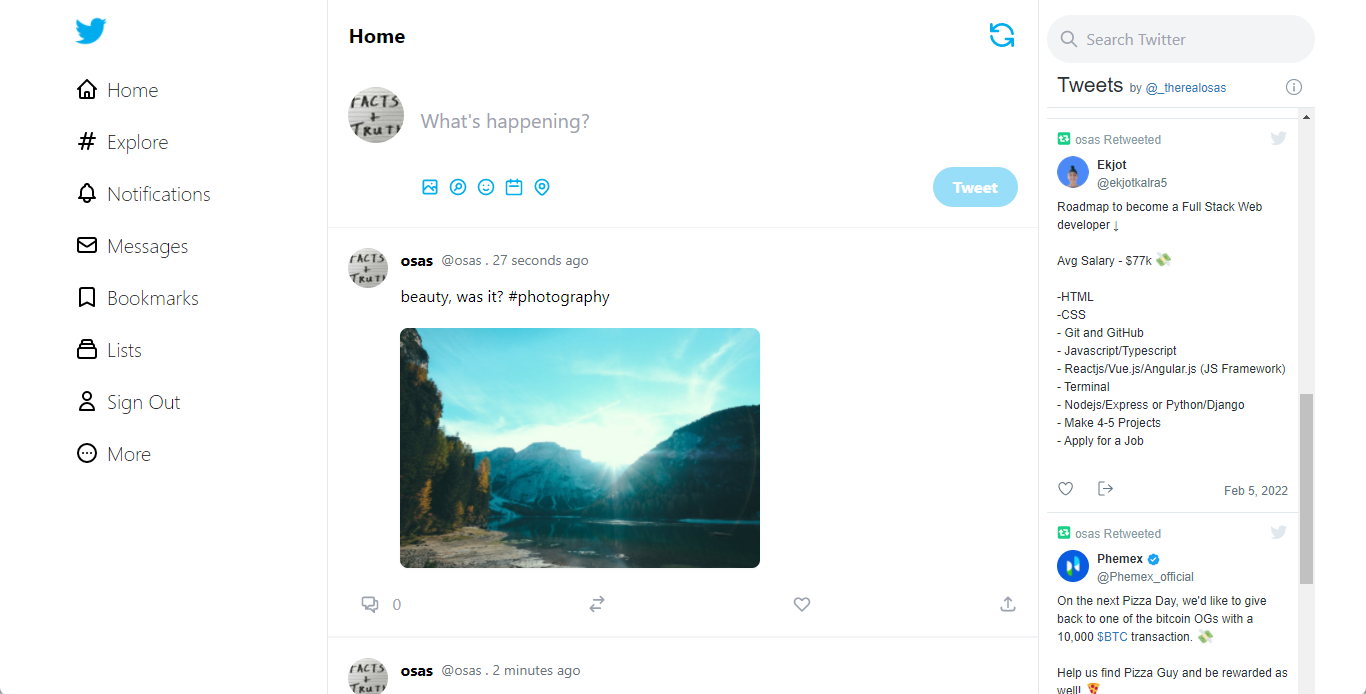 Home
Explore
Notifications
Messages
Bookmarks
Lists
Sign Out
More
Home
FACTS
+
TRUTH
What's happening?
Tweet
FACTS
+
TRUTH
osas @osas . 27 seconds ago
beauty, was it? #photography
0
FACTS
+
TRUTH
osas @osas . 2 minutes ago
Search Twitter
Tweets by @_therealosas
osas Retweeted
Ekjot
@ekjotkalra5
Roadmap to become a Full Stack Web
developer ↓
Avg Salary - $77k 💸
-HTML
-CSS
- Git and GitHub
- Javascript/Typescript
- Reactjs/Vue.js/Angular.js (JS Framework)
- Terminal
- Nodejs/Express or Python/Django
- Make 4-5 Projects
- Apply for a Job
Feb 5, 2022
osas Retweeted
Phemex
@Phemex_official
On the next Pizza Day, we'd like to give
back to one of the bitcoin OGs with a
10,000 $BTC transaction. 💸
Help us find Pizza Guy and be rewarded as
well! 🍕